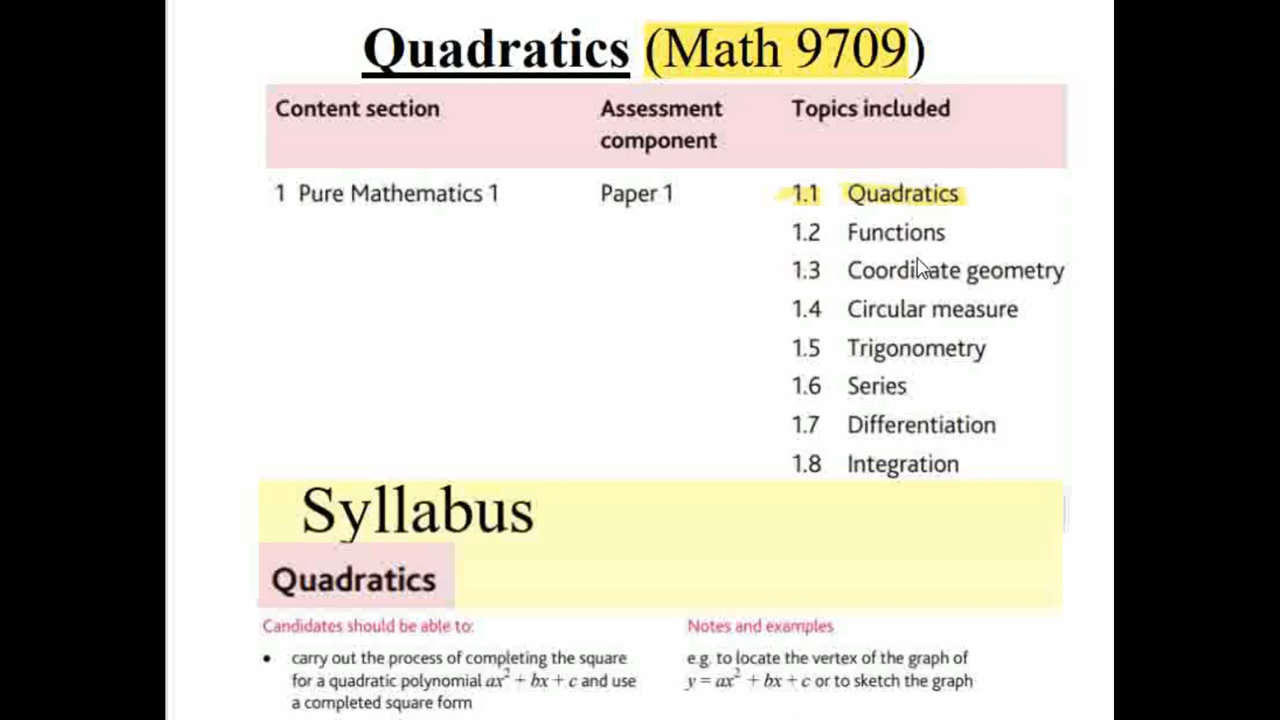 Quadratics (Math 9709)
Content section Assessment component Topics included
1 Pure Mathematics 1 Paper 1 1.1 Quadratics
1.2 Functions
1.3 Coordinate geometry
1.4 Circular measure
1.5 Trigonometry
1.6 Series
1.7 Differentiation
1.8 Integration
Syllabus
Quadratics
Candidates should be able to:
• carry out the process of completing the square
for a quadratic polynomial ax² + bx + c and use
a completed square form
Notes and examples
e.g. to locate the vertex of the graph of
y = ax² + bx + c or to sketch the graph